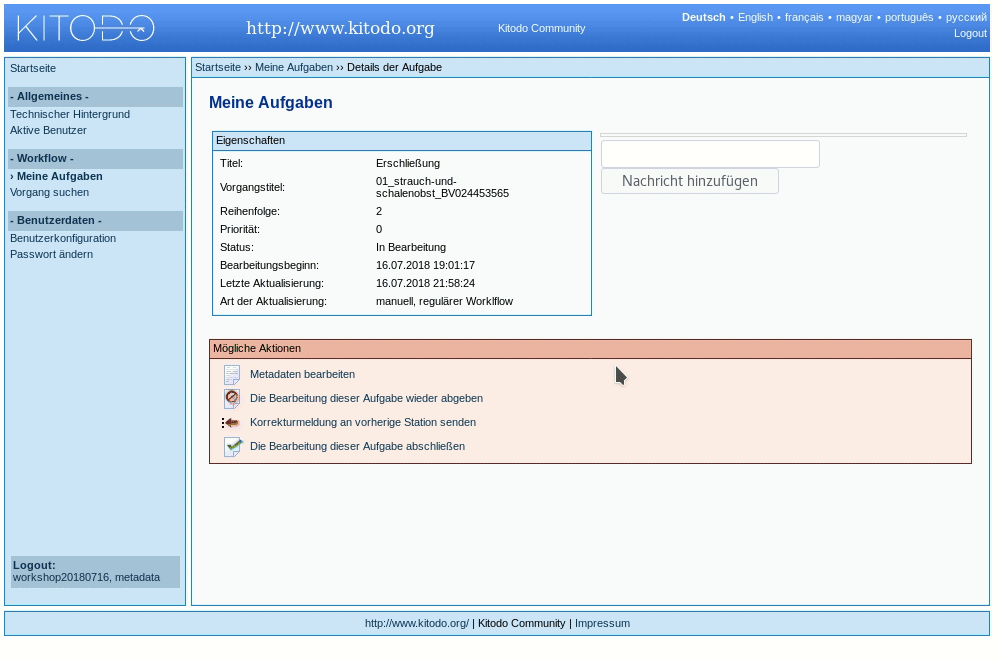 KITODO
http://www.kitodo.org
Kitodo Community
Deutsch • English • français • magyar • português • русский
Logout
Startseite
- Allgemeines -
Technischer Hintergrund
Aktive Benutzer
- Workflow -
› Meine Aufgaben
Vorgang suchen
- Benutzerdaten -
Benutzerkonfiguration
Passwort ändern
Logout:
workshop20180716, metadata
Startseite ›› Meine Aufgaben ›› Details der Aufgabe
Meine Aufgaben
Eigenschaften
Titel: Erschließung
Vorgangstitel: 01_strauch-und-
schalenobst_BV024453565
Reihenfolge: 2
Priorität: 0
Status: In Bearbeitung
Bearbeitungsbeginn: 16.07.2018 19:01:17
Letzte Aktualisierung: 16.07.2018 21:58:24
Art der Aktualisierung: manuell, regulärer Worklflow
Nachricht hinzufügen
Mögliche Aktionen
Metadaten bearbeiten
Die Bearbeitung dieser Aufgabe wieder abgeben
Korrekturmeldung an vorherige Station senden
Die Bearbeitung dieser Aufgabe abschließen
http://www.kitodo.org/ | Kitodo Community | Impressum